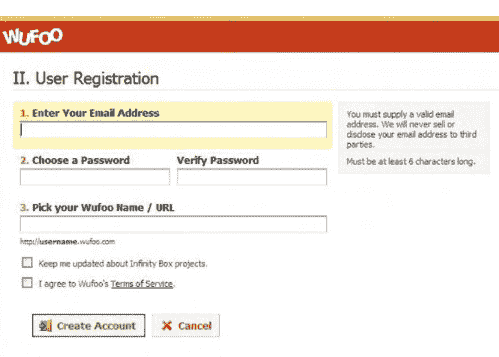 WUFOO
II. User Registration
1. Enter Your Email Address
You must supply a valid email
address. We will never sell or
disclose your email address to third
parties.
Must be at least 6 characters long.
2. Choose a Password Verify Password
3. Pick your Wufoo Name / URL
http://username.wufoo.com
Keep me updated about Infinity Box projects.
I agree to Wufoo's Terms of Service.
Create Account Cancel